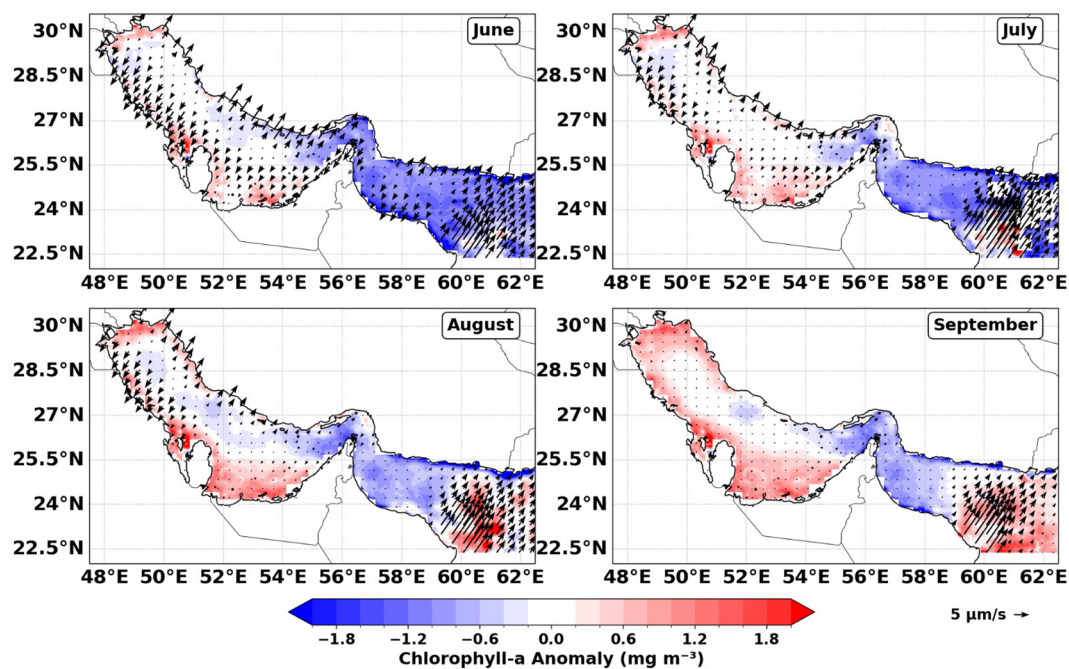 June
July
30°N
28.5°N
27°N
25.5°N
24°N
22.5°N
30°N
28.5°N
27°N
25.5°N
24°N
22.5°N
48°E 50°E 52°E 54°E 56°E 58°E 60°E 62°E
48°E 50°E 52°E 54°E 56°E 58°E 60°E 62°E
August
September
30°N
28.5°N
27°N
25.5°N
24°N
22.5°N
30°N
28.5°N
27°N
25.5°N
24°N
22.5°N
48°E 50°E 52°E 54°E 56°E 58°E 60°E 62°E
48°E 50°E 52°E 54°E 56°E 58°E 60°E 62°E
5 μm/s
−1.8 −1.2 −0.6 0.0 0.6 1.2 1.8
Chlorophyll-a Anomaly (mg m⁻³)